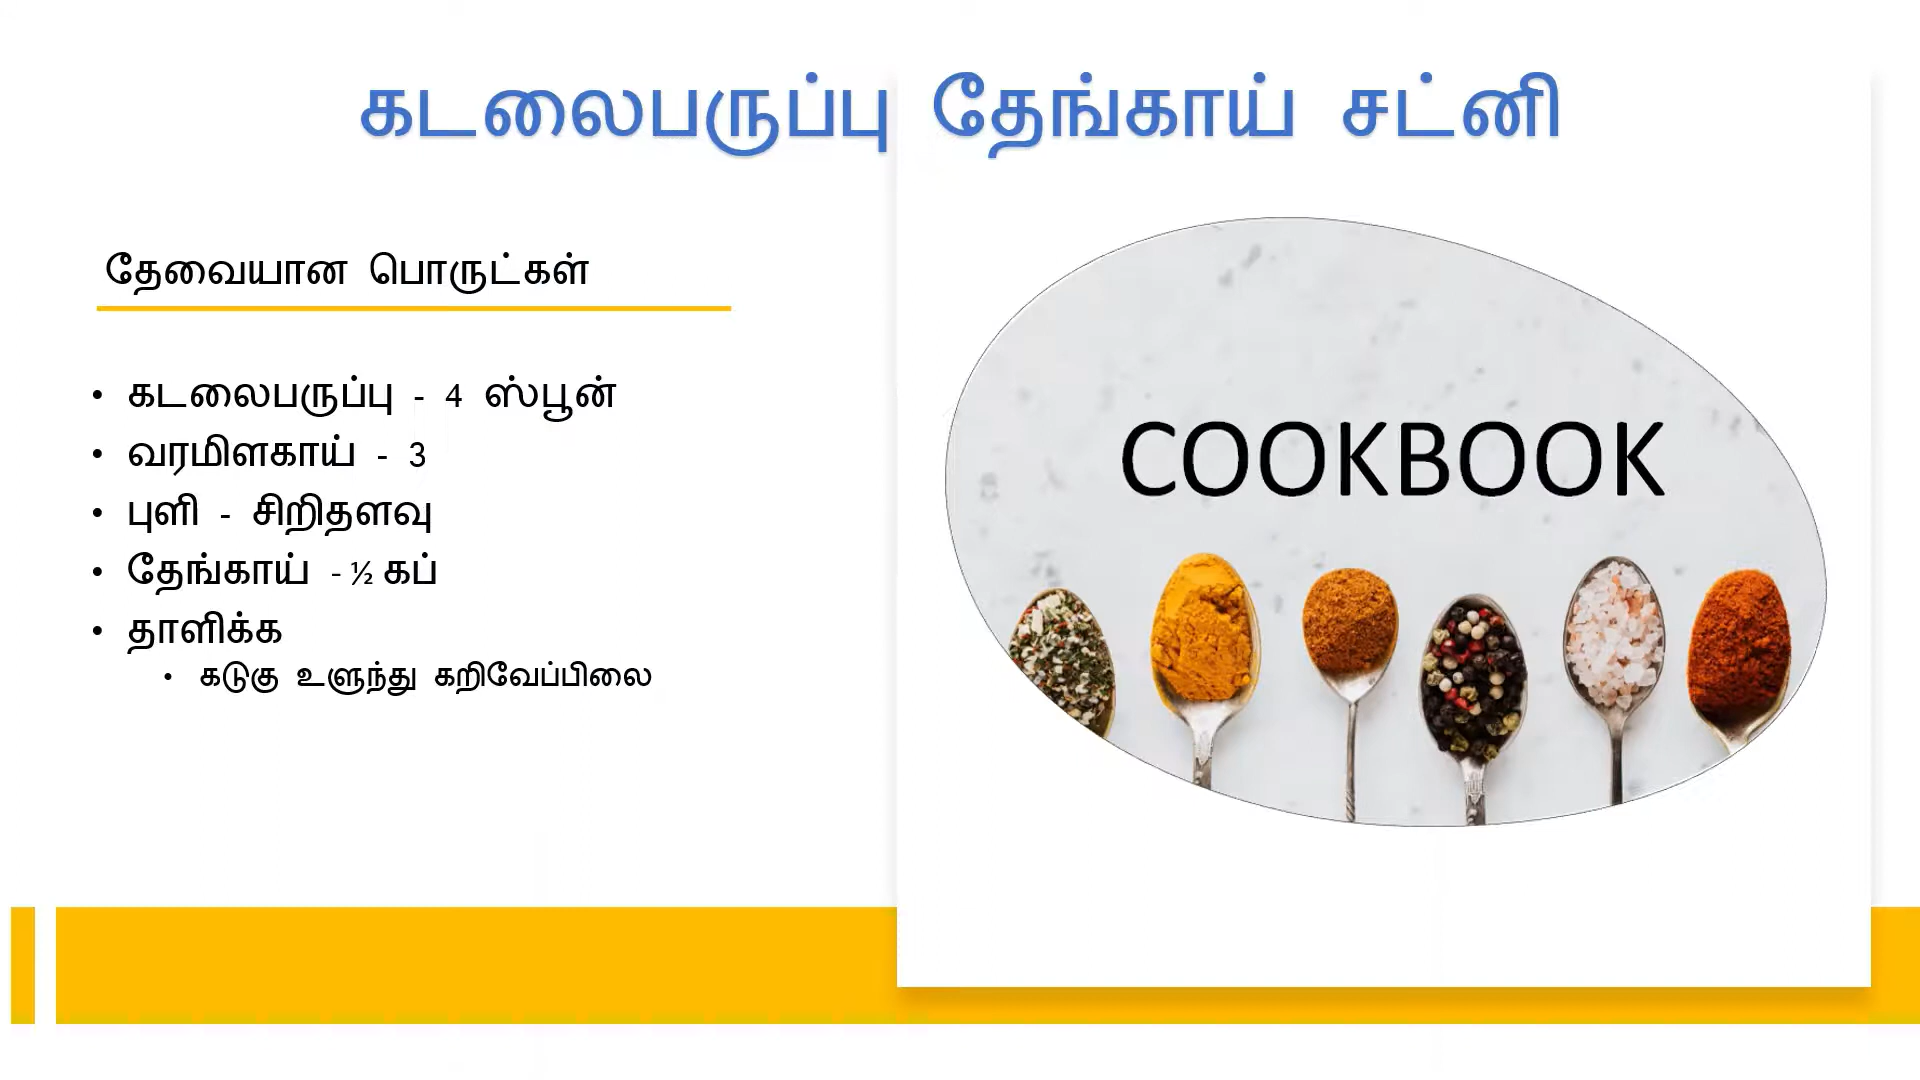 கடலைபருப்பு தேங்காய் சட்னி
தேவையான பொருட்கள்
• கடலைபருப்பு - 4 ஸ்பூன்
• வரமிளகாய் - 3
• புளி - சிறிதளவு
• தேங்காய் - ½ கப்
• தாளிக்க
• கடுகு உளுந்து கறிவேப்பிலை
COOKBOOK